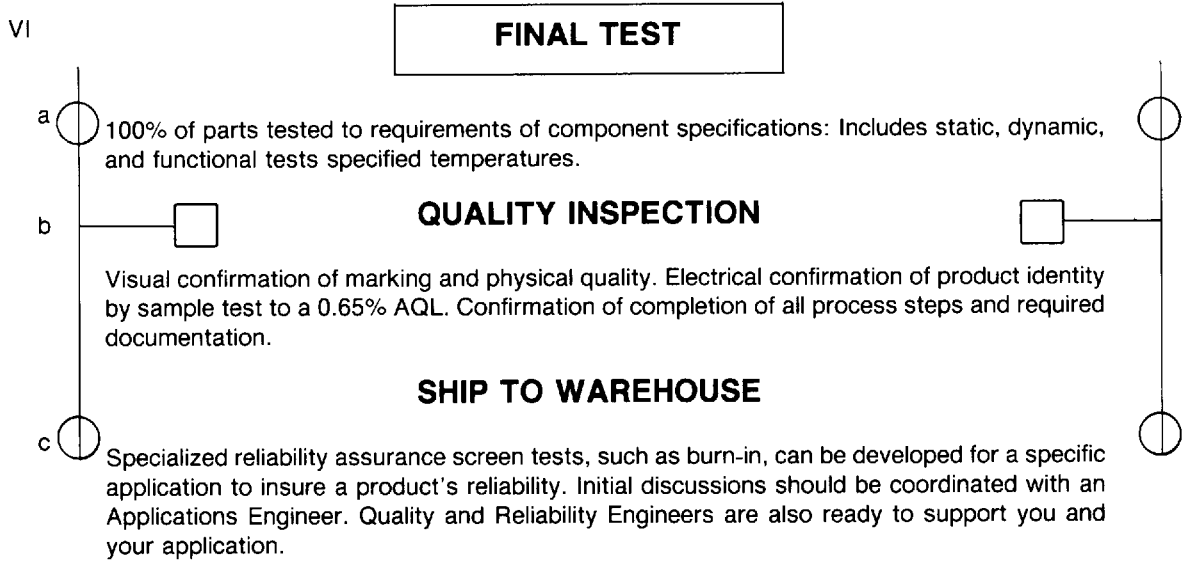 VI
FINAL TEST
a
100% of parts tested to requirements of component specifications: Includes static, dynamic,
and functional tests specified temperatures.
b
QUALITY INSPECTION
Visual confirmation of marking and physical quality. Electrical confirmation of product identity
by sample test to a 0.65% AQL. Confirmation of completion of all process steps and required
documentation.
SHIP TO WAREHOUSE
c
Specialized reliability assurance screen tests, such as burn-in, can be developed for a specific
application to insure a product's reliability. Initial discussions should be coordinated with an
Applications Engineer. Quality and Reliability Engineers are also ready to support you and
your application.